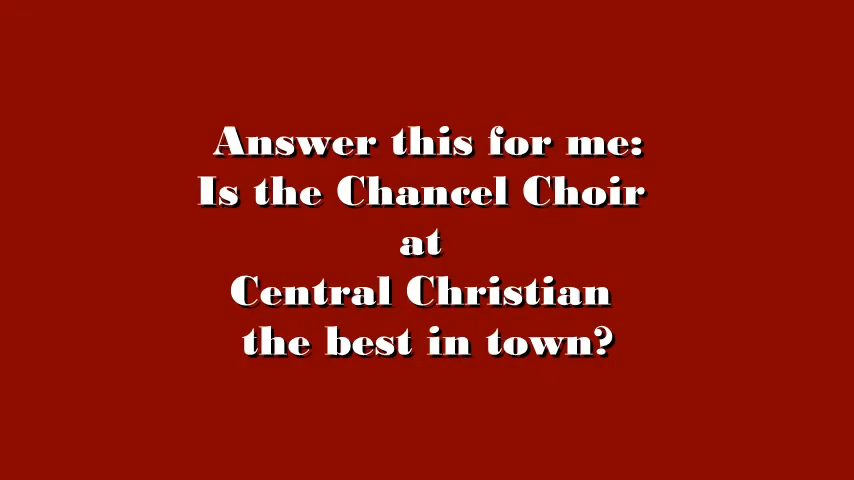 Answer this for me:
Is the Chancel Choir
at
Central Christian
the best in town?